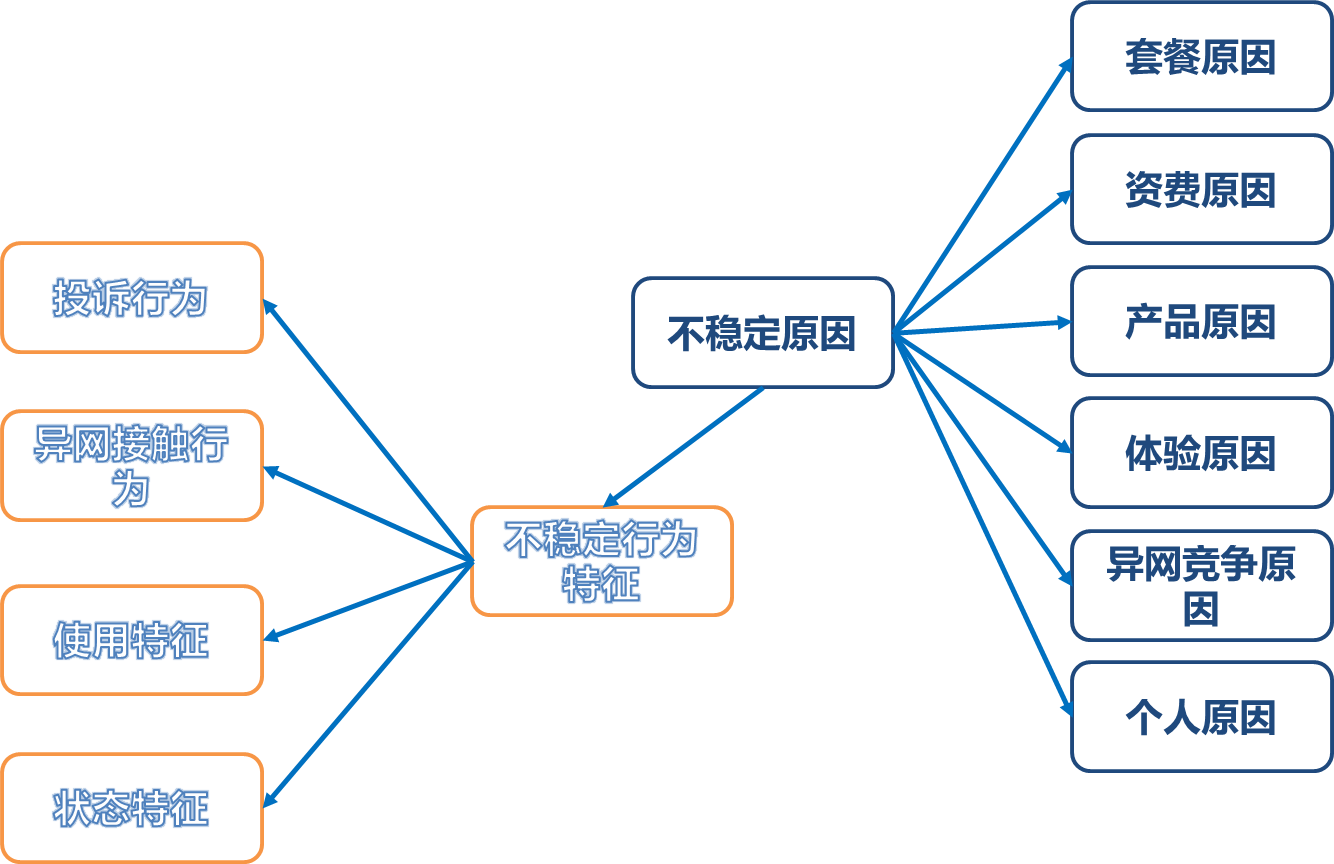 套餐原因
资费原因
投诉行为
不稳定原因
产品原因
异网接触行
为
体验原因
不稳定行为
特征
异网竞争原
因
使用特征
个人原因
状态特征